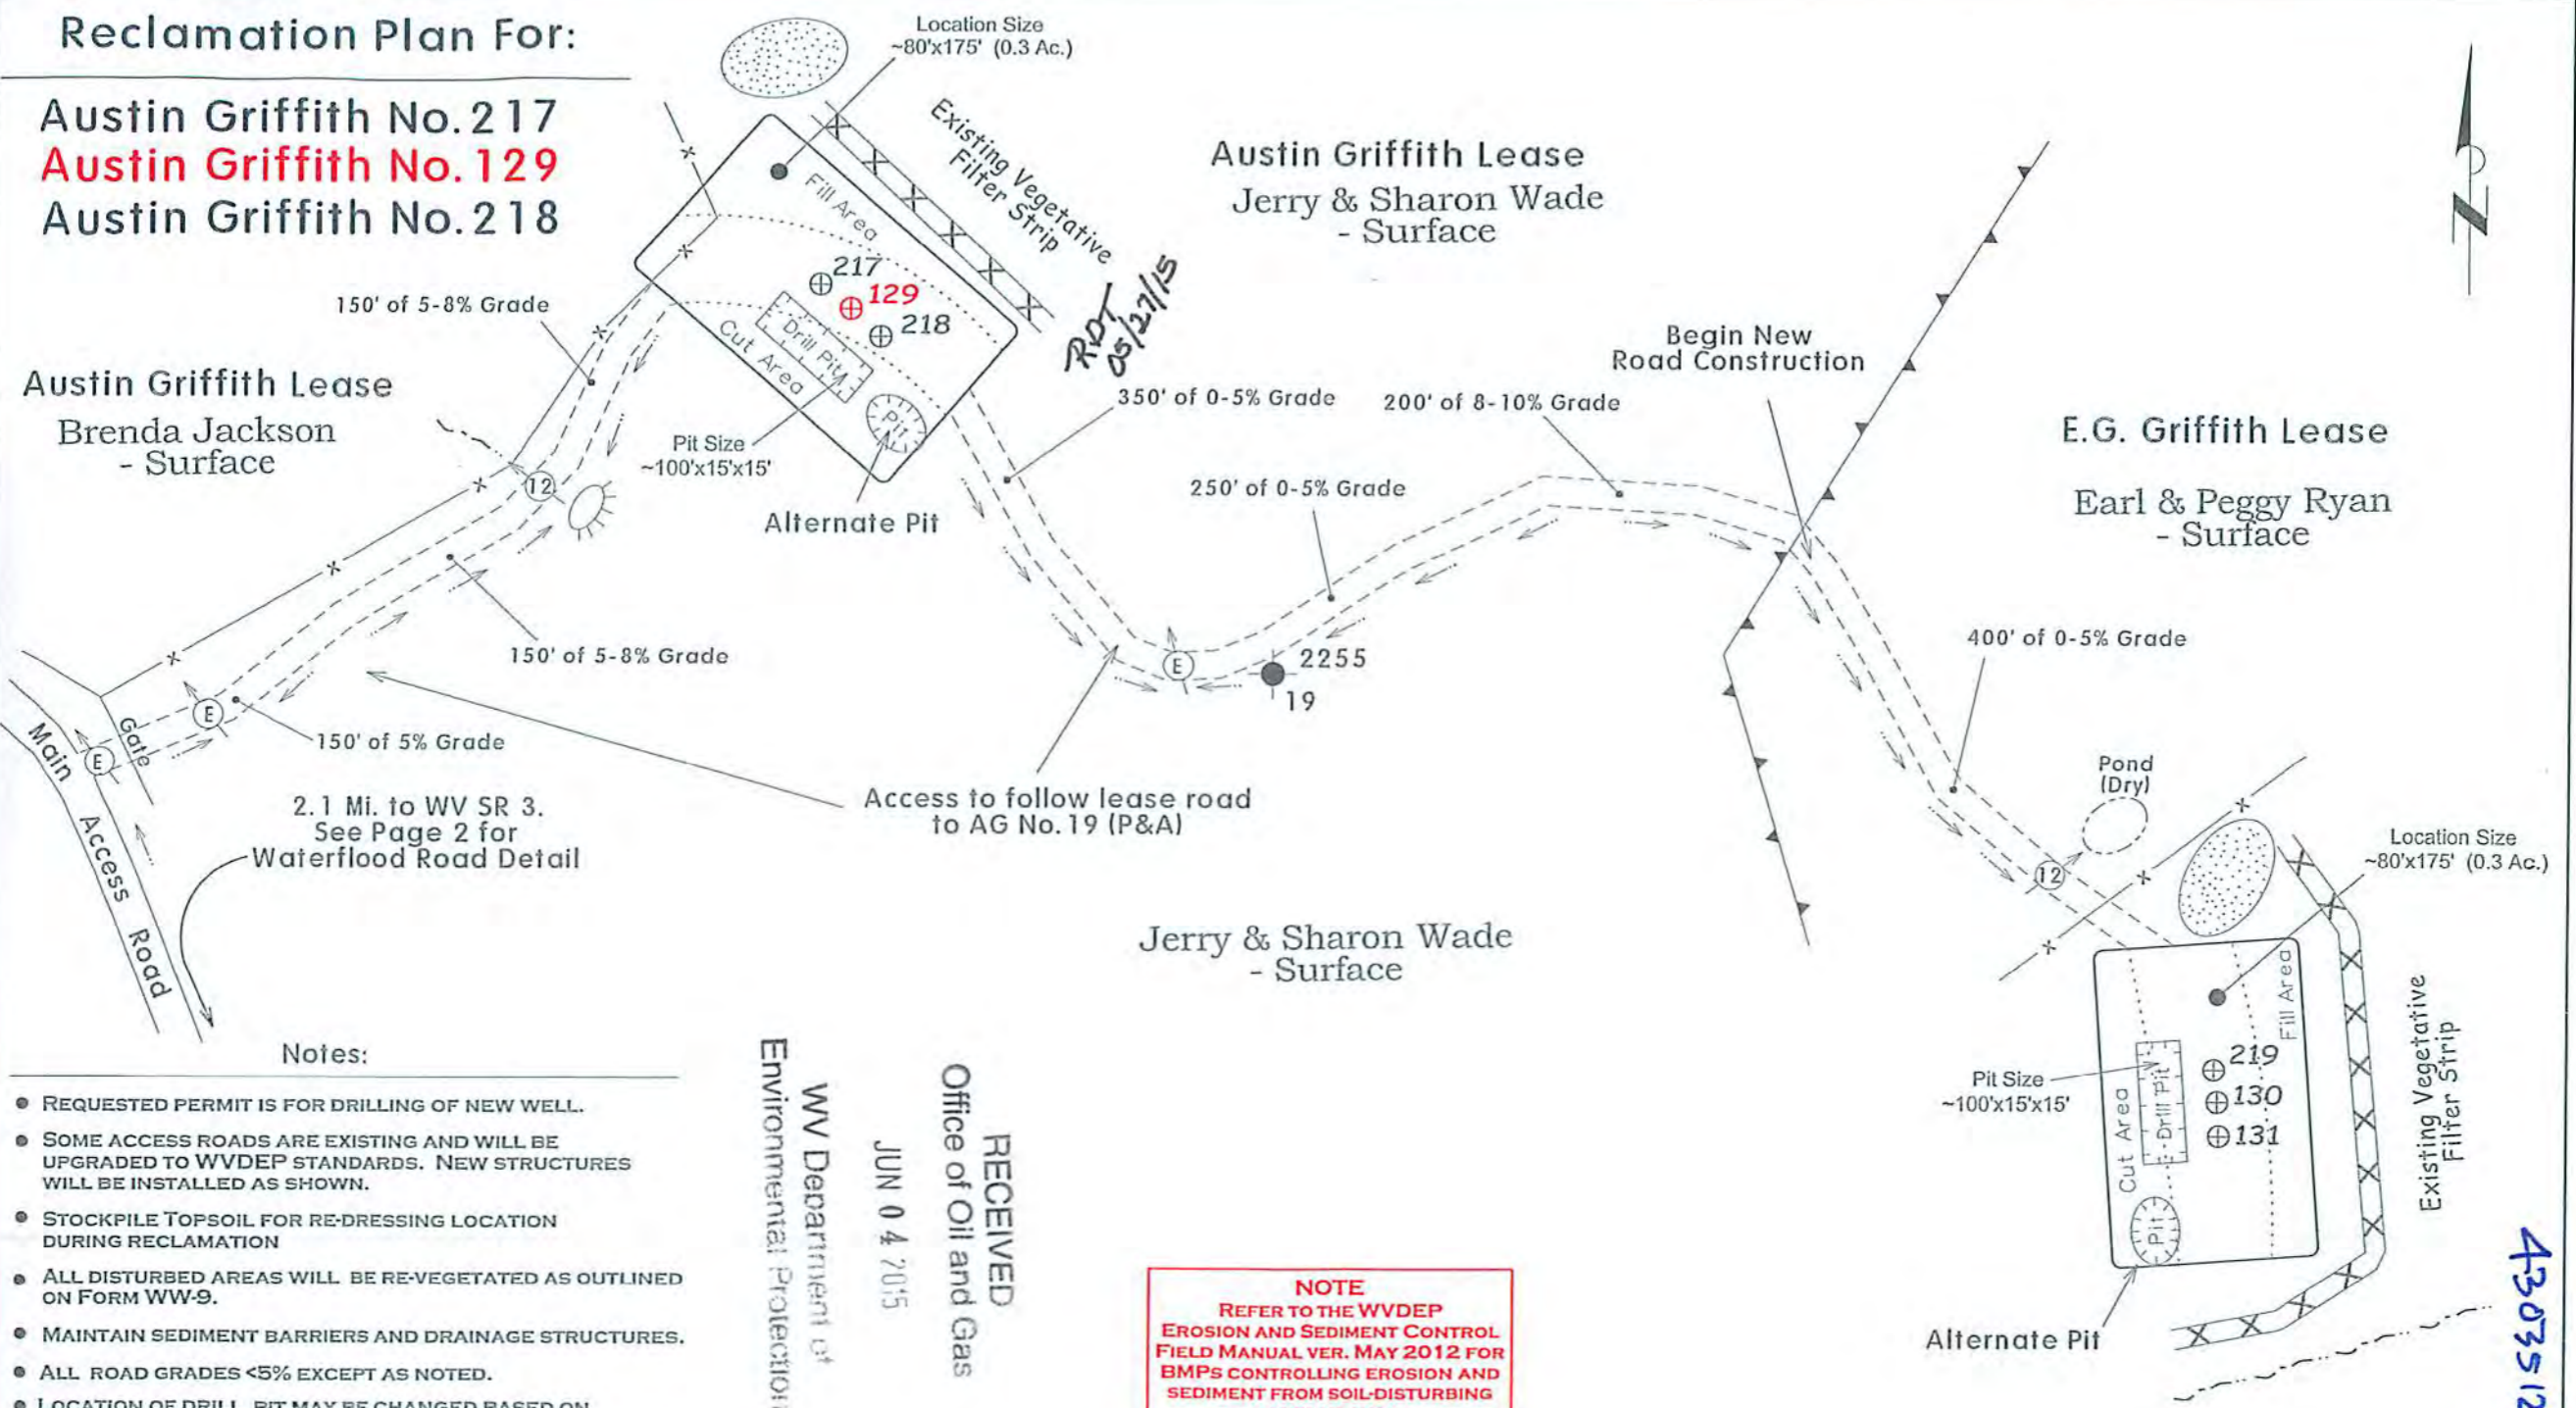 Reclamation Plan For:
Austin Griffith No. 217
Austin Griffith No. 129
Austin Griffith No. 218
Location Size
~80'x175' (0.3 Ac.)
Existing Vegetative
Filter Strip
Fill Area
217
129
218
Drill Pit
Cut Area
Pit
Pit Size
~100'x15'x15'
Alternate Pit
RDT
05/27/15
Austin Griffith Lease
Jerry & Sharon Wade
- Surface
N
150' of 5-8% Grade
Austin Griffith Lease
Brenda Jackson
- Surface
12
150' of 5-8% Grade
E
150' of 5% Grade
Gate
E
Main Access Road
2.1 Mi. to WV SR 3.
See Page 2 for
Waterflood Road Detail
350' of 0-5% Grade
200' of 8-10% Grade
250' of 0-5% Grade
Begin New
Road Construction
E.G. Griffith Lease
Earl & Peggy Ryan
- Surface
E
2255
19
Access to follow lease road
to AG No. 19 (P&A)
400' of 0-5% Grade
Jerry & Sharon Wade
- Surface
Pond
(Dry)
12
Location Size
~80'x175' (0.3 Ac.)
Fill Area
219
130
131
Drill Pit
Cut Area
Pit
Pit Size
~100'x15'x15'
Alternate Pit
Existing Vegetative
Filter Strip
Notes:
● REQUESTED PERMIT IS FOR DRILLING OF NEW WELL.
● SOME ACCESS ROADS ARE EXISTING AND WILL BE
UPGRADED TO WVDEP STANDARDS. NEW STRUCTURES
WILL BE INSTALLED AS SHOWN.
● STOCKPILE TOPSOIL FOR RE-DRESSING LOCATION
DURING RECLAMATION
● ALL DISTURBED AREAS WILL BE RE-VEGETATED AS OUTLINED
ON FORM WW-9.
● MAINTAIN SEDIMENT BARRIERS AND DRAINAGE STRUCTURES.
● ALL ROAD GRADES <5% EXCEPT AS NOTED.
● LOCATION OF DRILL PIT MAY BE CHANGED BASED ON
RECEIVED
Office of Oil and Gas
JUN 04 2015
WV Department of
Environmental Protection
NOTE
REFER TO THE WVDEP
EROSION AND SEDIMENT CONTROL
FIELD MANUAL VER. MAY 2012 FOR
BMPS CONTROLLING EROSION AND
SEDIMENT FROM SOIL-DISTURBING